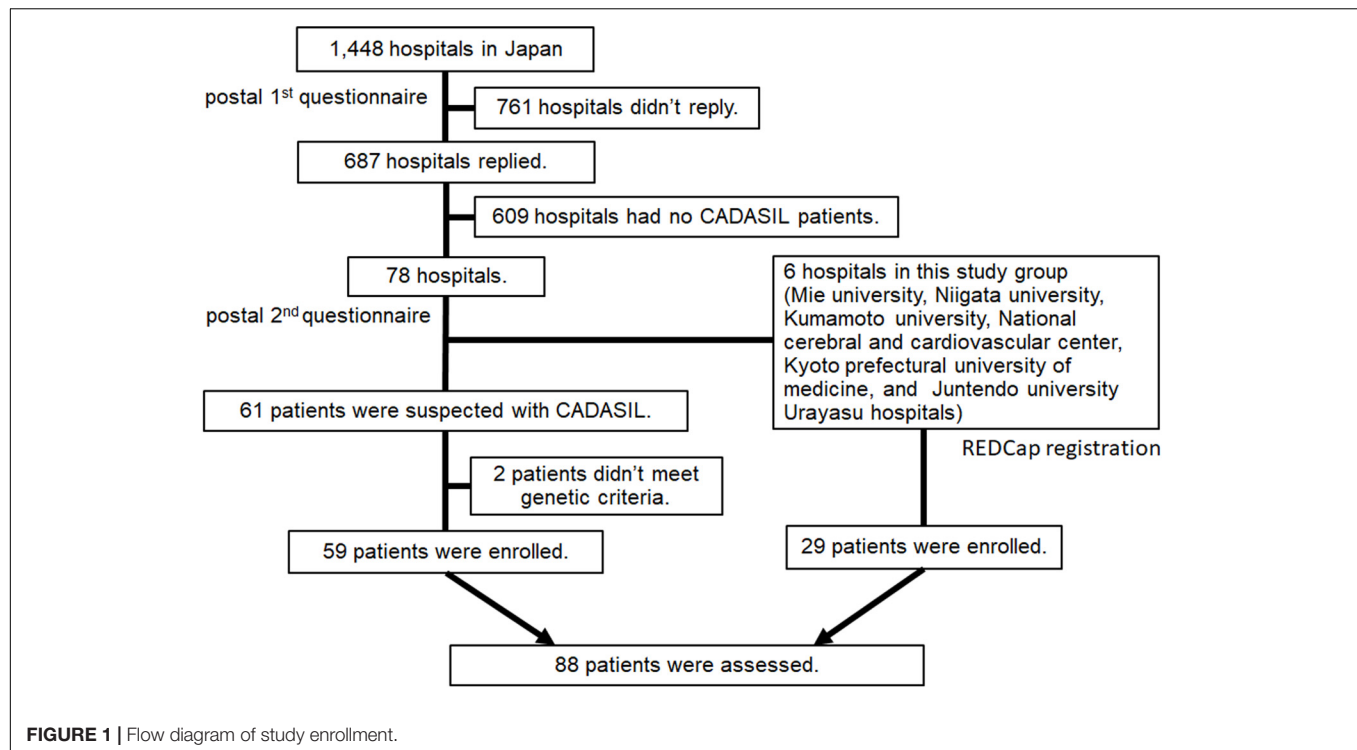 1,448 hospitals in Japan
postal 1st questionnaire
761 hospitals didn't reply.
687 hospitals replied.
609 hospitals had no CADASIL patients.
78 hospitals.
postal 2nd questionnaire
6 hospitals in this study group
(Mie university, Niigata university,
Kumamoto university, National
cerebral and cardiovascular center,
Kyoto prefectural university of
medicine, and Juntendo university
Urayasu hospitals)
61 patients were suspected with CADASIL.
REDCap registration
2 patients didn't meet
genetic criteria.
59 patients were enrolled.
29 patients were enrolled.
88 patients were assessed.
FIGURE 1 | Flow diagram of study enrollment.